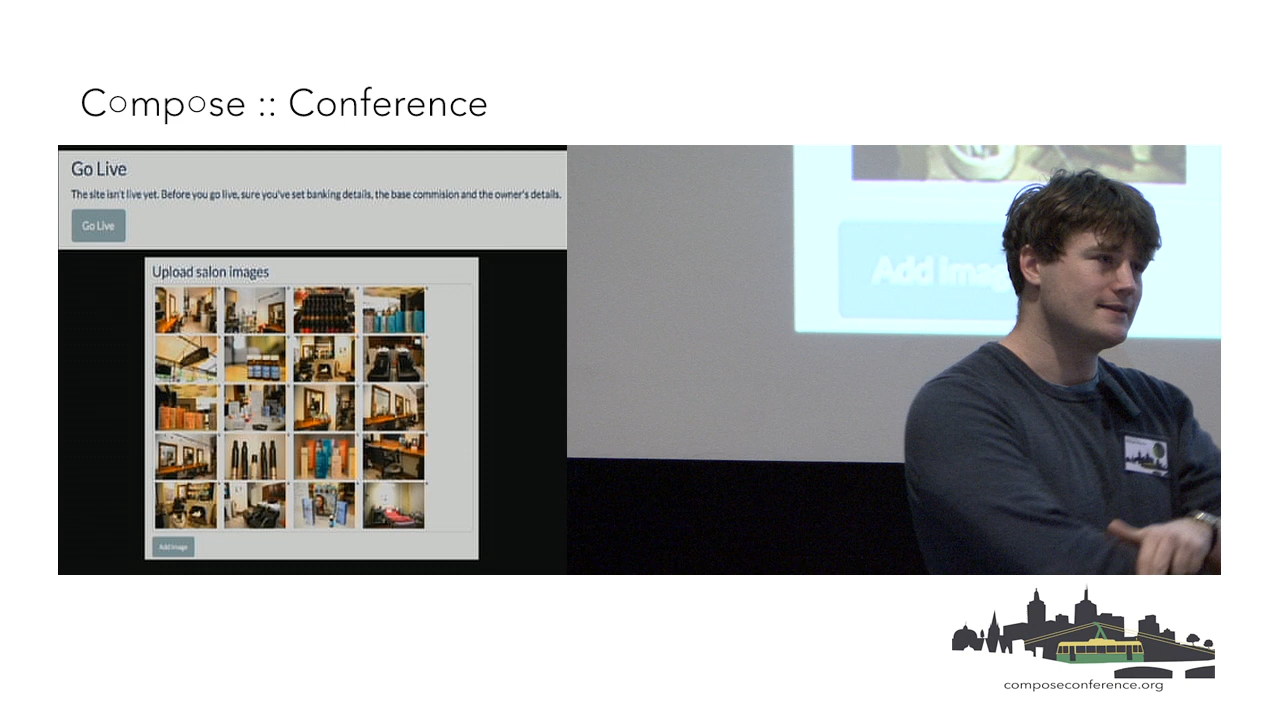 Compose :: Conference
Go Live
The site isn't live yet. Before you go live, sure you've set banking details, the base commision and the owner's details.
Go Live
Upload salon images
Add image
Add imag
composeconference.org